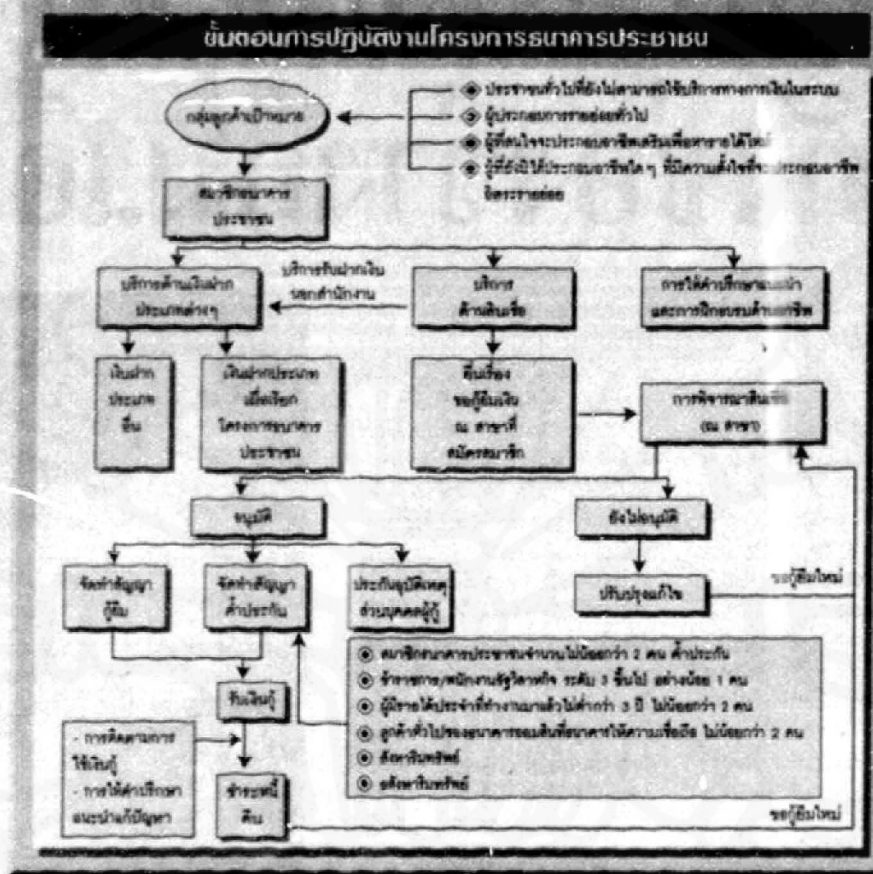 ขั้นตอนการปฏิบัติงานโครงการธนาคารประชาชน
กลุ่มลูกค้าเป้าหมาย
ประชาชนทั่วไปที่ยังไม่สามารถใช้บริการทางการเงินในระบบ
ผู้ประกอบการรายย่อยทั่วไป
ผู้ที่สนใจจะประกอบอาชีพเสริมเพื่อหารายได้ใหม่
ผู้ที่ยังมิได้ประกอบอาชีพใดๆ ที่มีความตั้งใจที่จะประกอบอาชีพ
อิสระรายย่อย
สมาชิกธนาคาร
ประชาชน
บริการด้านเงินฝาก
ประเภทต่างๆ
บริการรับฝากเงิน
นอกสำนักงาน
บริการ
ด้านสินเชื่อ
การให้คำปรึกษาแนะนำ
และการฝึกอบรมด้านอาชีพ
เงินฝาก
ประเภท
อื่น
เงินฝากประเภท
เผื่อเรียก
โครงการธนาคาร
ประชาชน
ยื่นเรื่อง
ขอกู้ยืมเงิน
ณ สาขาที่
สมัครสมาชิก
การพิจารณาสินเชื่อ
(ณ สาขา)
อนุมัติ
ยังไม่อนุมัติ
จัดทำสัญญา
กู้ยืม
จัดทำสัญญา
ค้ำประกัน
ประกันอุบัติเหตุ
ส่วนบุคคลผู้กู้
ปรับปรุงแก้ไข
ขอกู้ยืมใหม่
สมาชิกธนาคารประชาชนจำนวนไม่น้อยกว่า 2 คน ค้ำประกัน
ข้าราชการ/พนักงานรัฐวิสาหกิจ ระดับ 3 ขึ้นไป อย่างน้อย 1 คน
ผู้มีรายได้ประจำที่ทำงานมาแล้วไม่ต่ำกว่า 3 ปี ไม่น้อยกว่า 2 คน
ลูกค้าทั่วไปของธนาคารออมสินที่ธนาคารให้ความเชื่อถือ ไม่น้อยกว่า 2 คน
สังหาริมทรัพย์
อสังหาริมทรัพย์
รับเงินกู้
- การติดตามการ
ใช้เงินกู้
- การให้คำปรึกษา
แนะนำแก้ปัญหา
ชำระหนี้
คืน
ขอกู้ยืมใหม่